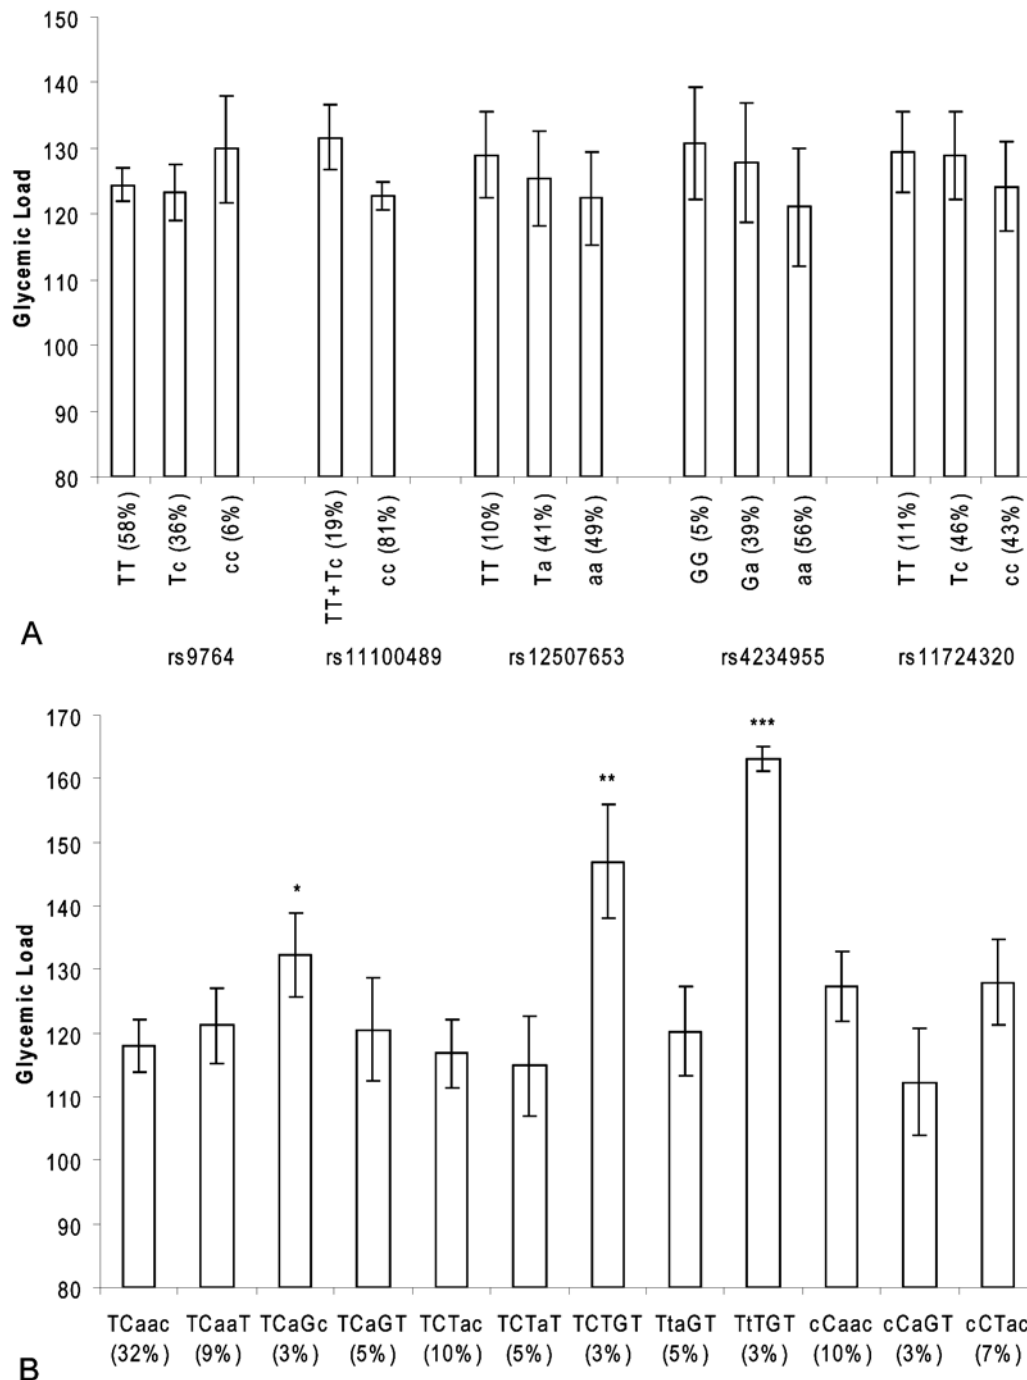 150
140
130
120
110
100
90
80
Glycemic Load
TT (58%)
Tc (36%)
cc (6%)
TT+Tc (19%)
cc (81%)
TT (10%)
Ta (41%)
aa (49%)
GG (5%)
Ga (39%)
aa (56%)
TT (11%)
Tc (46%)
cc (43%)
A
rs9764 rs11100489 rs12507653 rs4234955 rs11724320
170
160
150
140
130
120
110
100
90
80
Glycemic Load
* ** ***
TCaac TCaaT TCaGc TCaGT TCTac TCTaT TCTGT TtaGT TtTGT cCaac cCaGT cCTac
(32%) (9%) (3%) (5%) (10%) (5%) (3%) (5%) (3%) (10%) (3%) (7%)
B